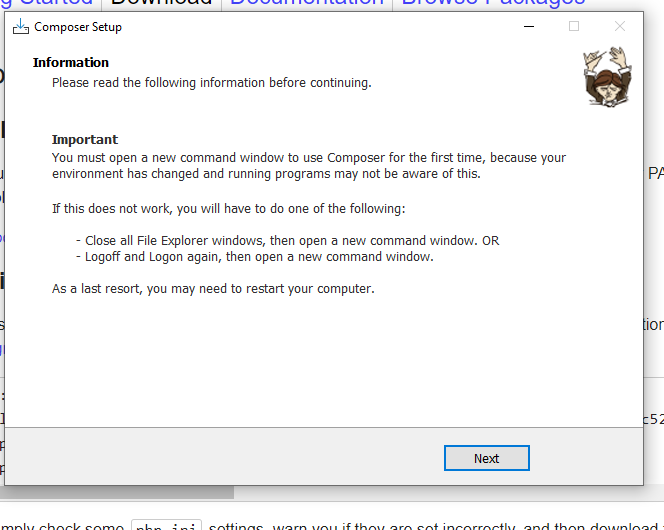 g Started Download Documentation Browse Packages
Composer Setup
Information
Please read the following information before continuing.
Important
You must open a new command window to use Composer for the first time, because your
environment has changed and running programs may not be aware of this.
PA
If this does not work, you will have to do one of the following:
- Close all File Explorer windows, then open a new command window. OR
- Logoff and Logon again, then open a new command window.
As a last resort, you may need to restart your computer.
tion
c52
Next
mply check some php.ini settings, warn you if they are set incorrectly, and then download